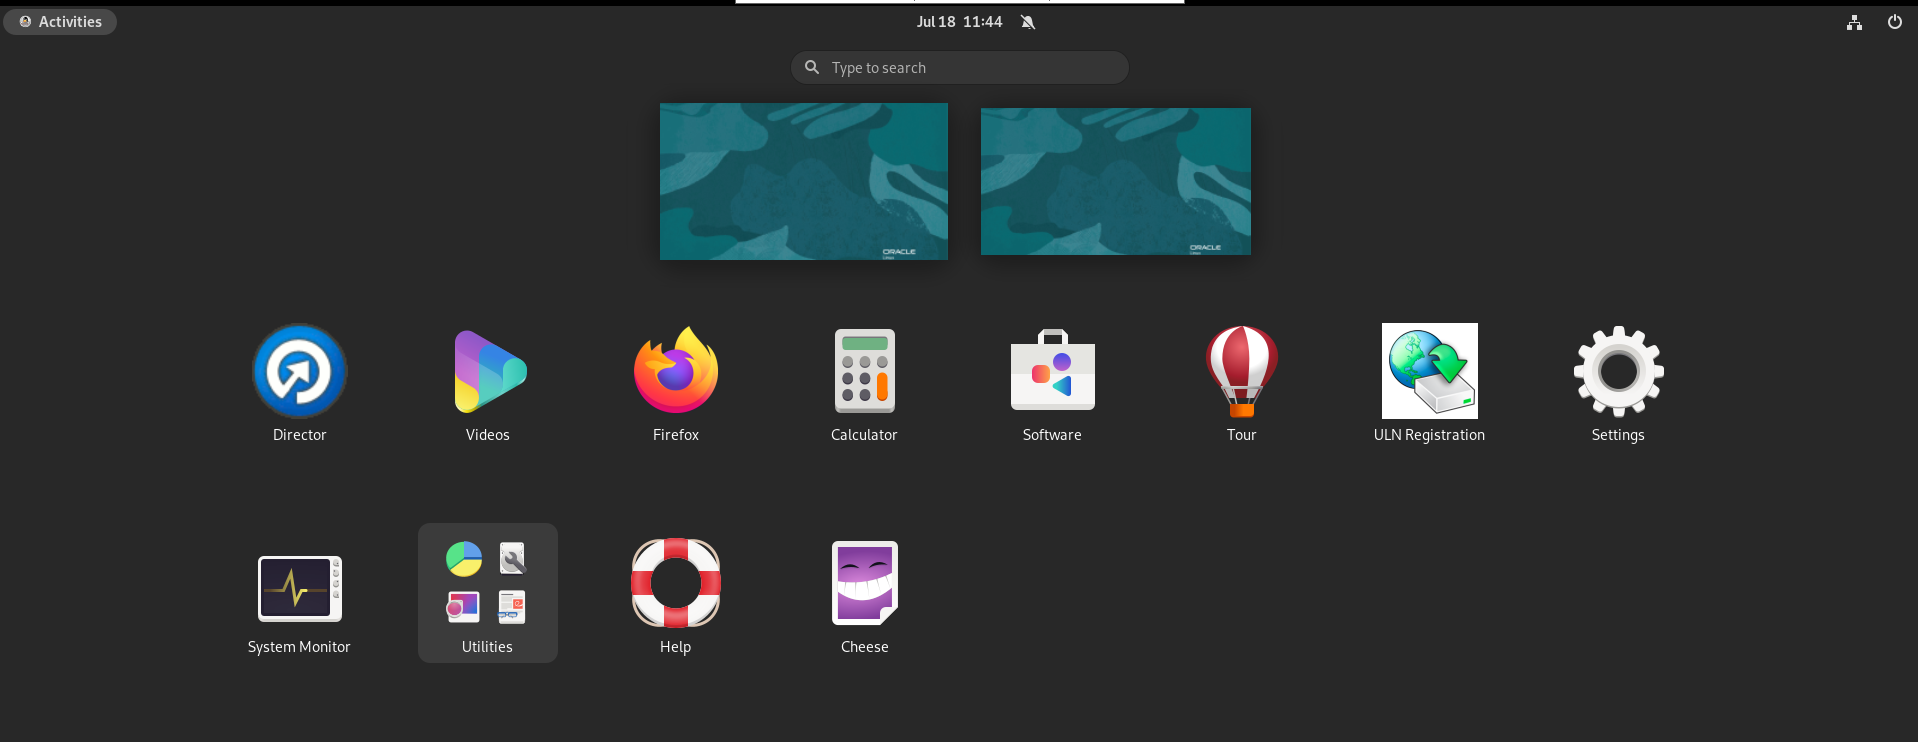 Activities
Jul 18 11:44
Type to search
ORACLE
ORACLE
Director
Videos
Firefox
Calculator
Software
Tour
ULN Registration
Settings
System Monitor
Utilities
Help
Cheese